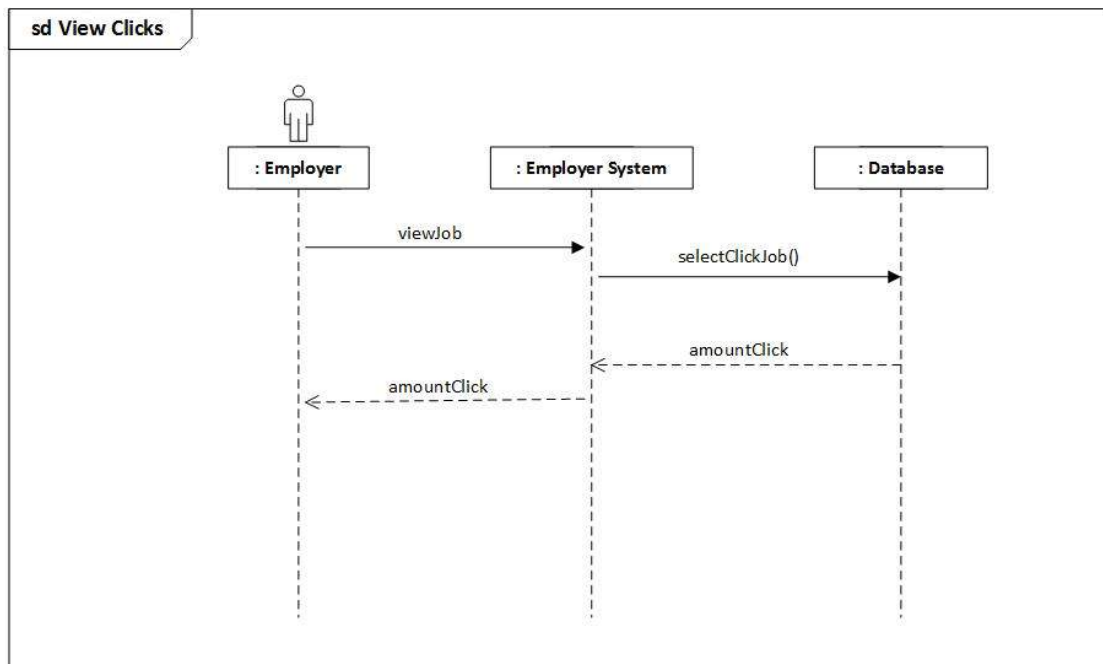 sd View Clicks
: Employer
: Employer System
: Database
viewJob
selectClickJob()
amountClick
amountClick